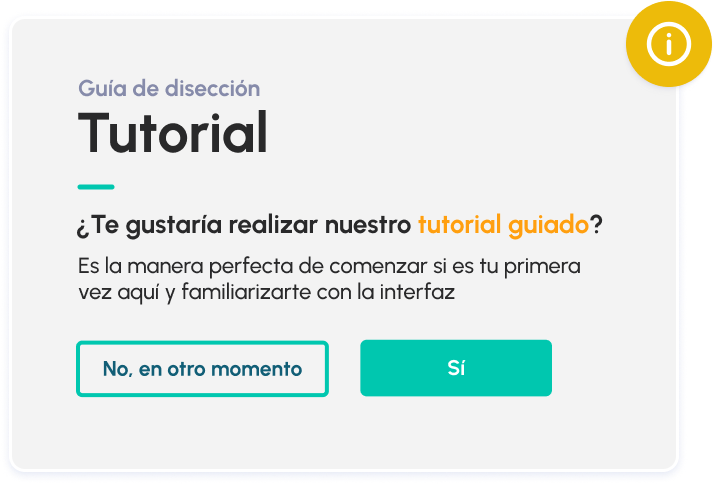 Guía de disección
Tutorial
¿Te gustaría realizar nuestro tutorial guiado?
Es la manera perfecta de comenzar si es tu primera
vez aquí y familiarizarte con la interfaz
No, en otro momento
Sí